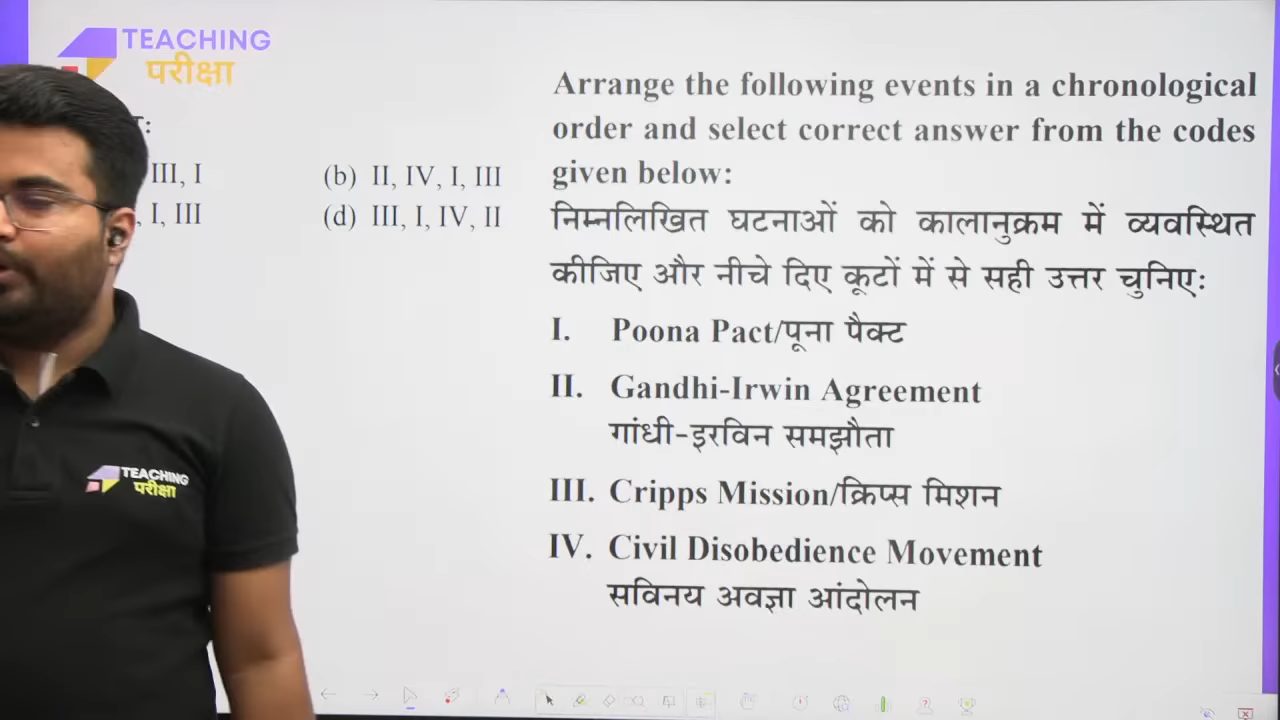 TEACHING
परीक्षा
III, I
(b) II, IV, I, III
, I, III
(d) III, I, IV, II
Arrange the following events in a chronological
order and select correct answer from the codes
given below:
निम्नलिखित घटनाओं को कालानुक्रम में व्यवस्थित
कीजिए और नीचे दिए कूटों में से सही उत्तर चुनिए:
I. Poona Pact/पूना पैक्ट
II. Gandhi-Irwin Agreement
गांधी-इरविन समझौता
III. Cripps Mission/क्रिप्स मिशन
IV. Civil Disobedience Movement
सविनय अवज्ञा आंदोलन
TEACHING
परीक्षा